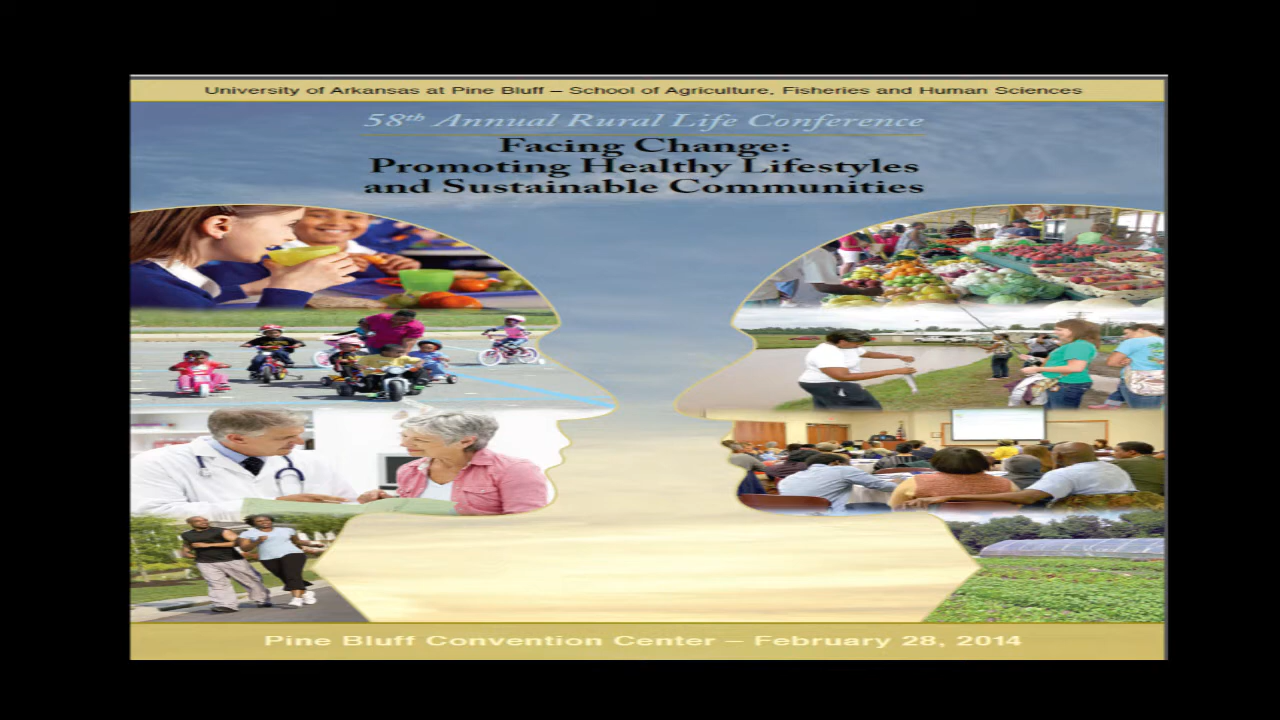 University of Arkansas at Pine Bluff – School of Agriculture, Fisheries and Human Sciences
58th Annual Rural Life Conference
Facing Change:
Promoting Healthy Lifestyles
and Sustainable Communities
Pine Bluff Convention Center – February 28, 2014